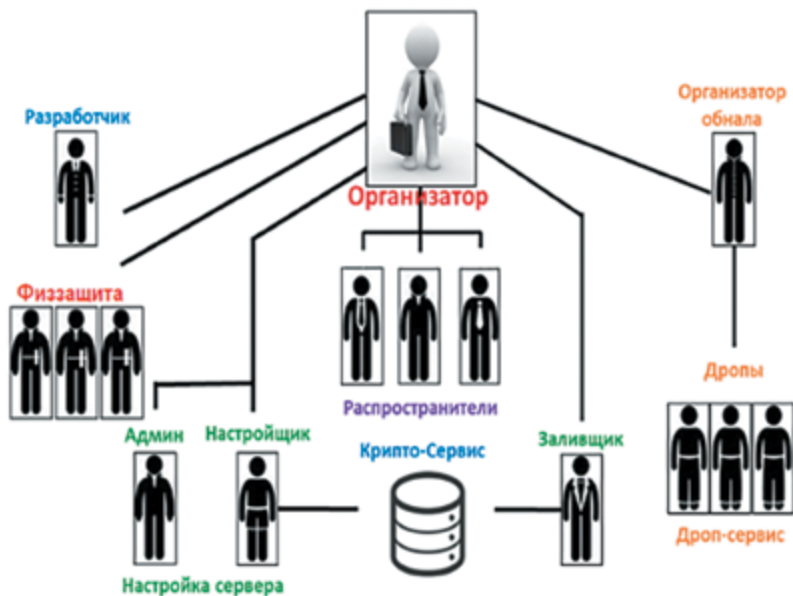 Разработчик
Организатор
обнала
Организатор
Физзащита
Распространители
Дропы
Админ
Настройщик
Крипто-Сервис
Заливщик
Дроп-сервис
Настройка сервера